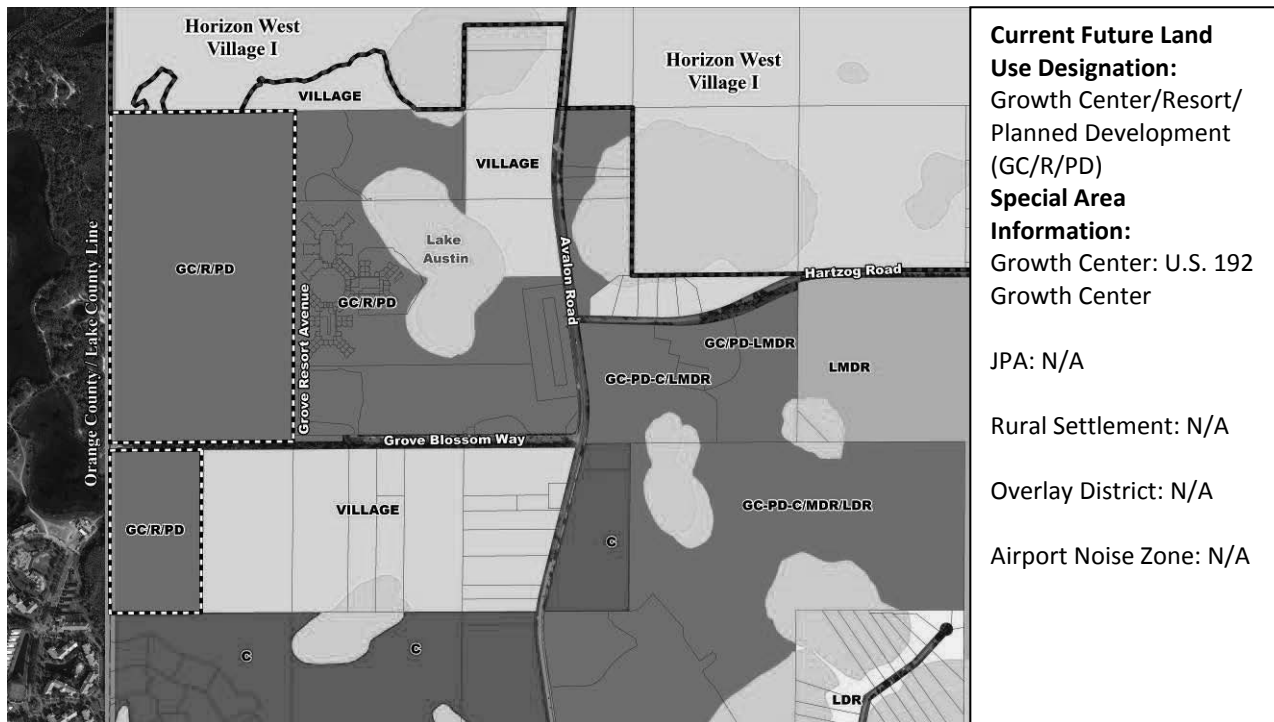 Horizon West
Village I
Horizon West
Village I
VILLAGE
VILLAGE
GC/R/PD
Lake
Austin
GC/R/PD
Grove Resort Avenue
Avalon Road
Hartzog Road
GC/PD-LMDR
GC-PD-C/LMDR
LMDR
Orange County / Lake County Line
Grove Blossom Way
GC/R/PD
VILLAGE
GC-PD-C/MDR/LDR
C
C
C
LDR
Current Future Land
Use Designation:
Growth Center/Resort/
Planned Development
(GC/R/PD)
Special Area
Information:
Growth Center: U.S. 192
Growth Center
JPA: N/A
Rural Settlement: N/A
Overlay District: N/A
Airport Noise Zone: N/A